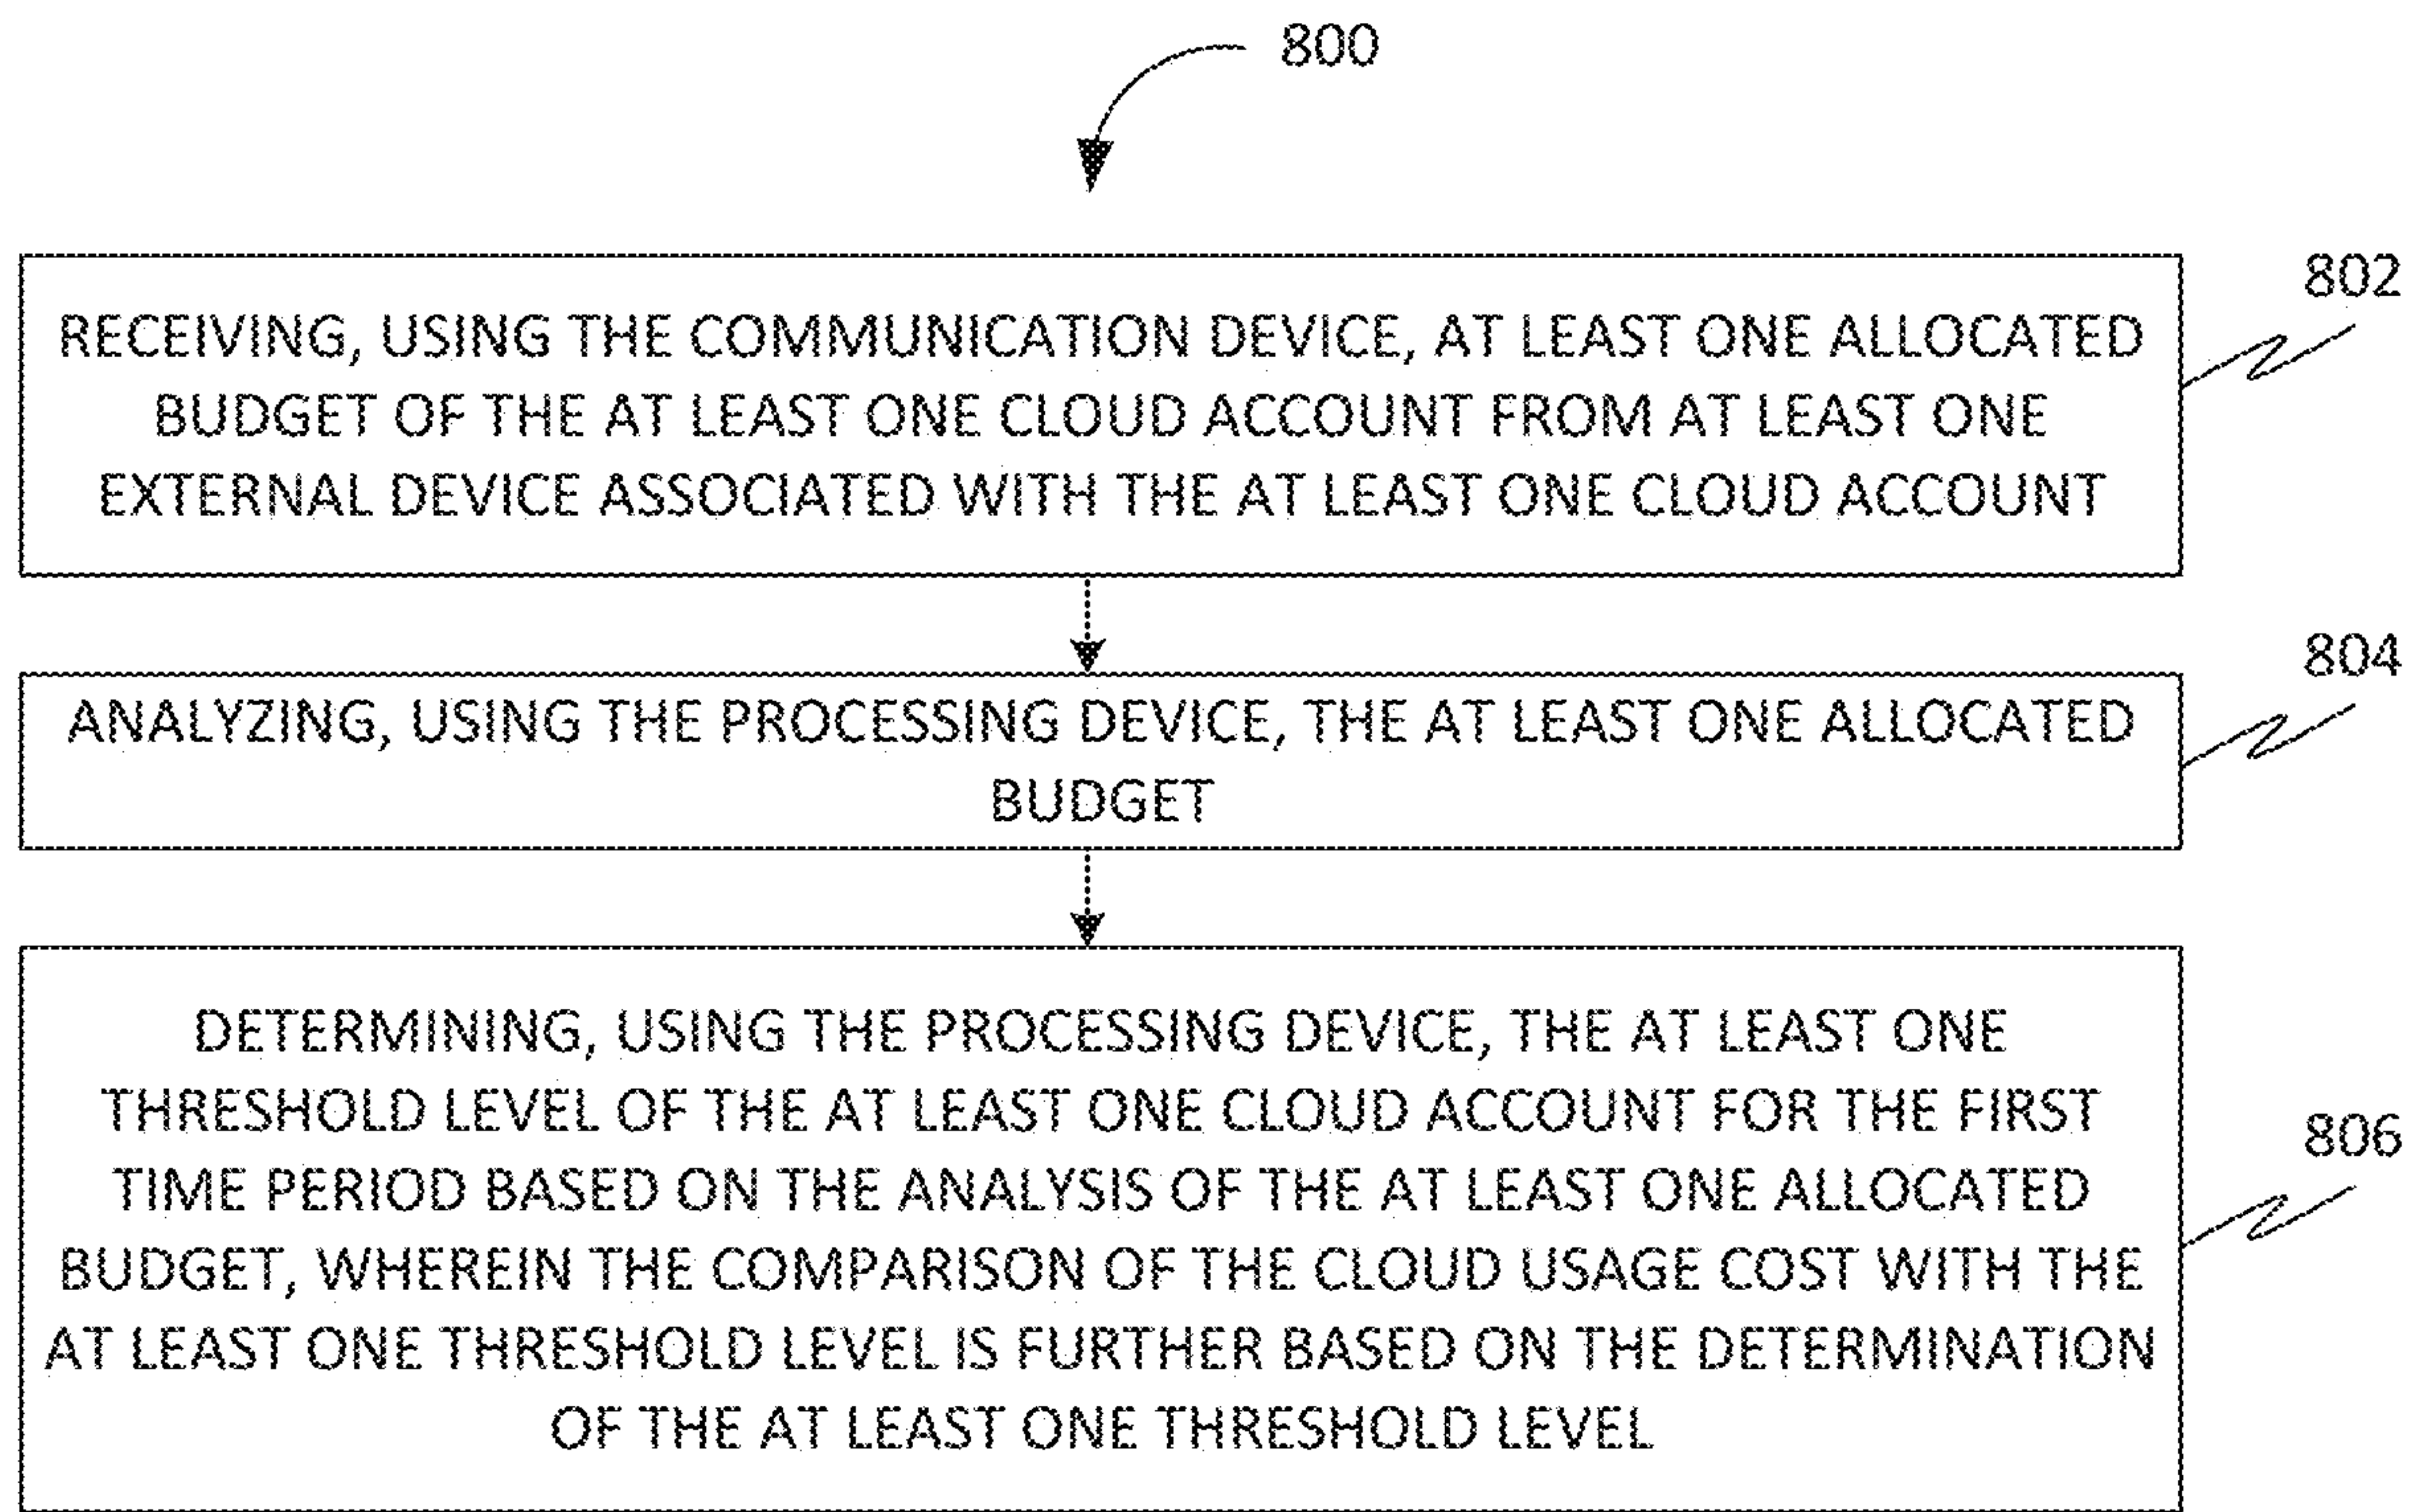 800
802
RECEIVING, USING THE COMMUNICATION DEVICE, AT LEAST ONE ALLOCATED
BUDGET OF THE AT LEAST ONE CLOUD ACCOUNT FROM AT LEAST ONE
EXTERNAL DEVICE ASSOCIATED WITH THE AT LEAST ONE CLOUD ACCOUNT
804
ANALYZING, USING THE PROCESSING DEVICE, THE AT LEAST ONE ALLOCATED
BUDGET
DETERMINING, USING THE PROCESSING DEVICE, THE AT LEAST ONE
THRESHOLD LEVEL OF THE AT LEAST ONE CLOUD ACCOUNT FOR THE FIRST
806
TIME PERIOD BASED ON THE ANALYSIS OF THE AT LEAST ONE ALLOCATED
BUDGET, WHEREIN THE COMPARISON OF THE CLOUD USAGE COST WITH THE
AT LEAST ONE THRESHOLD LEVEL IS FURTHER BASED ON THE DETERMINATION
OF THE AT LEAST ONE THRESHOLD LEVEL